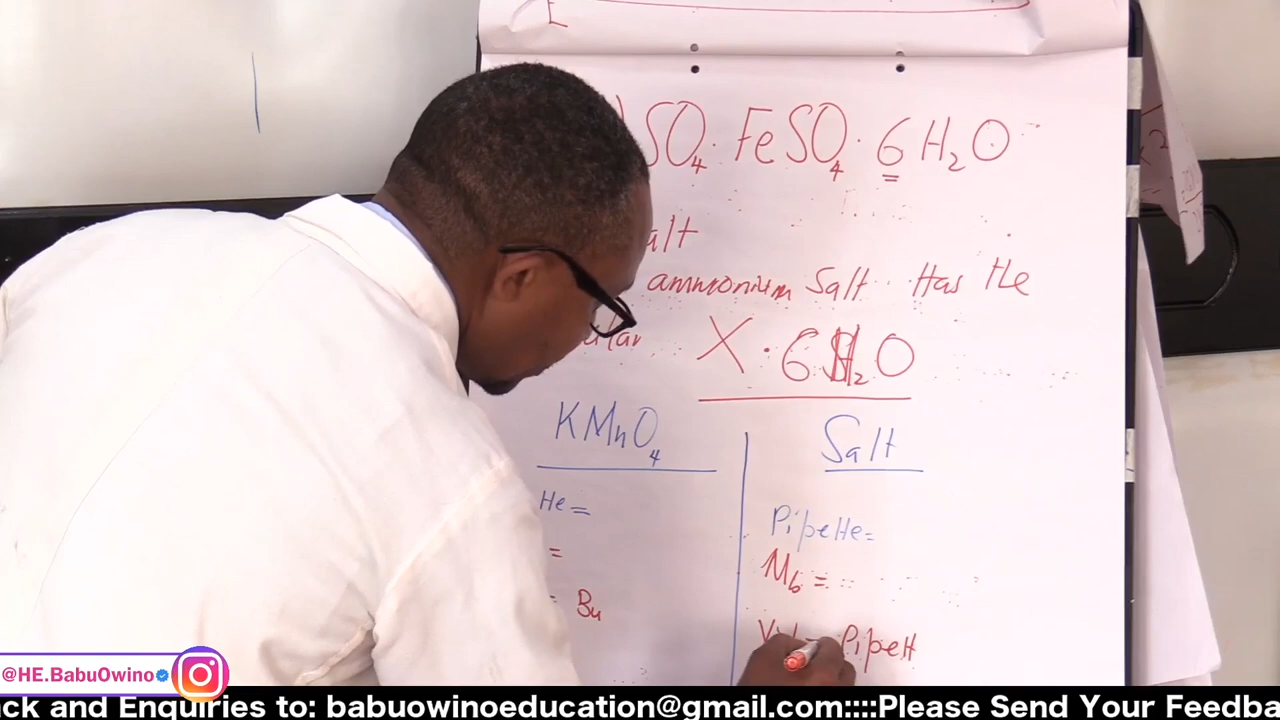 SO4 · FeSO4 · 6H2O
alt
ammonium Salt Has the
X · 6H2O
KMnO4
Salt
He =
=
= Bu
Pipette =
Mb =
Pipett
@HE.BabuOwino
ck and Enquiries to: babuowinoeducation@gmail.com::::Please Send Your Feedba